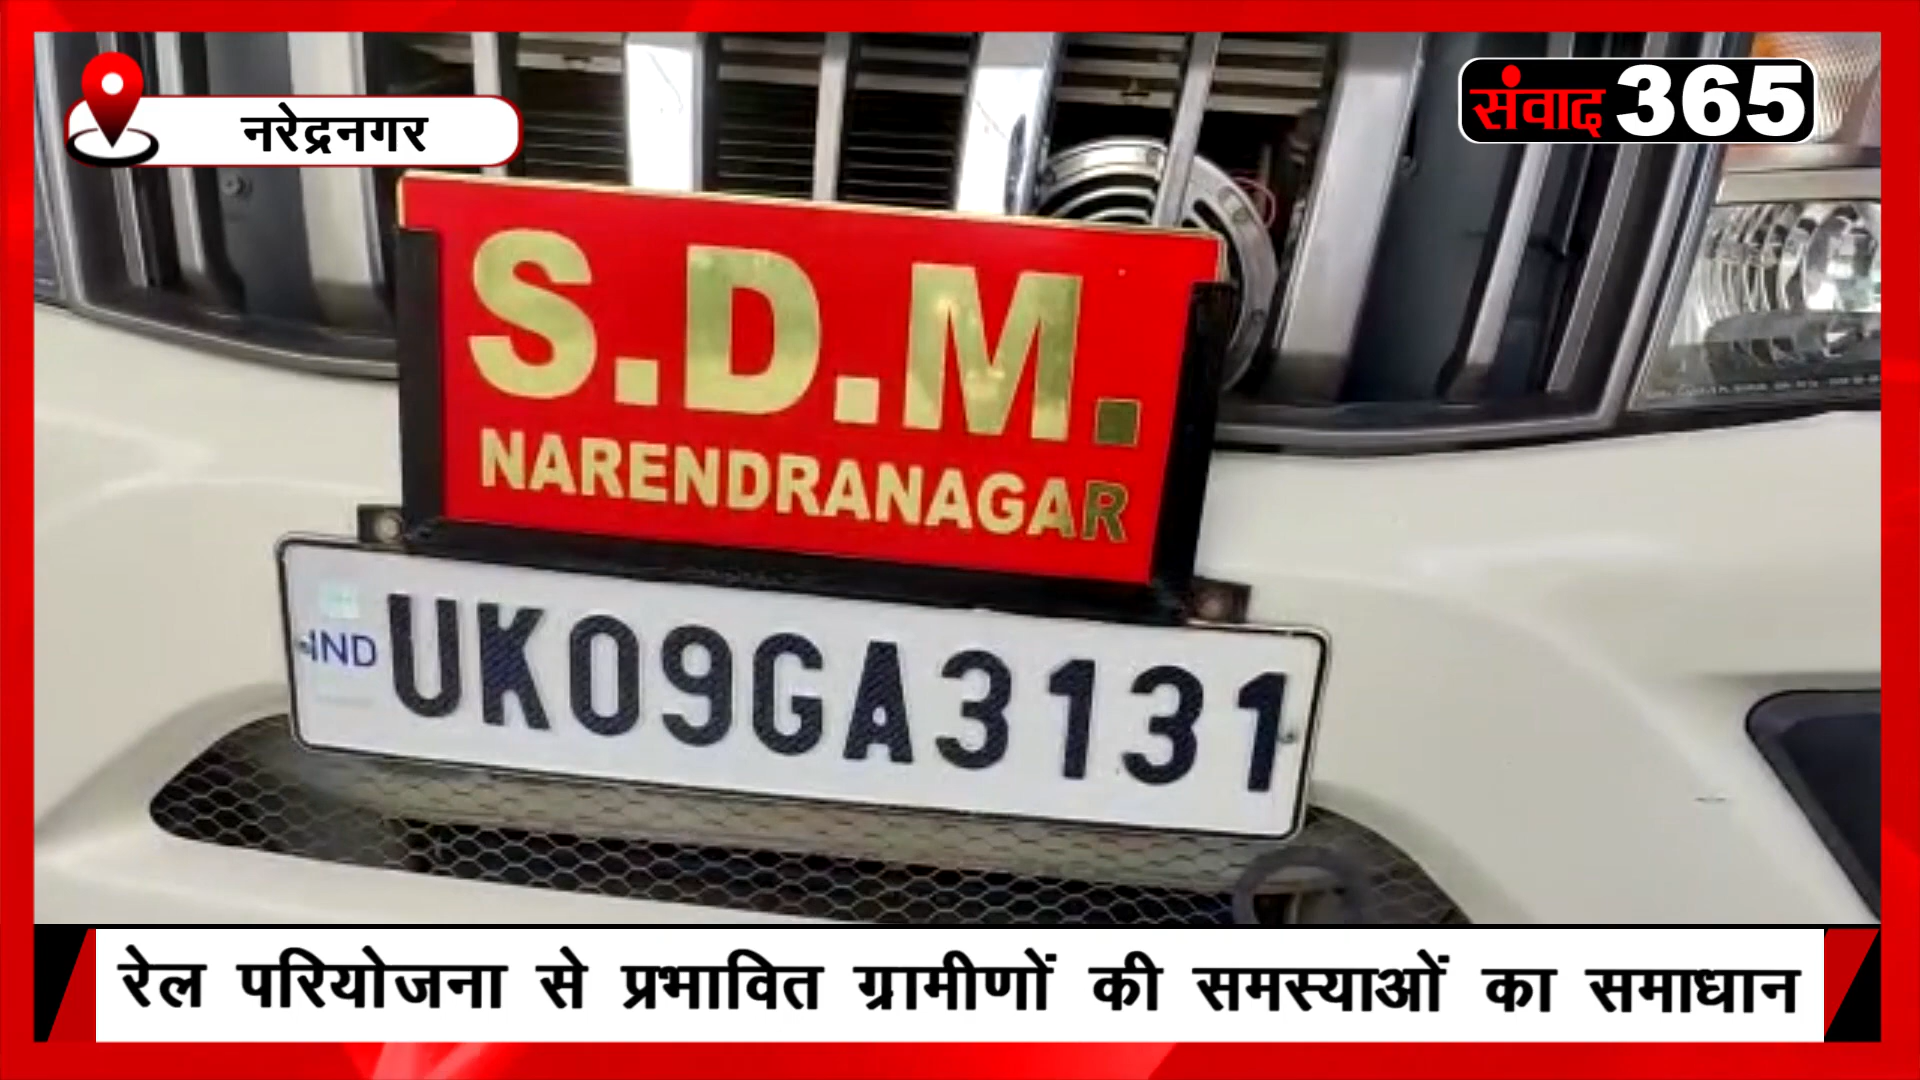 नरेद्रनगर
संवाद 365
S.D.M.
NARENDRANAGAR
IND
UK09GA3131
रेल परियोजना से प्रभावित ग्रामीणों की समस्याओं का समाधान